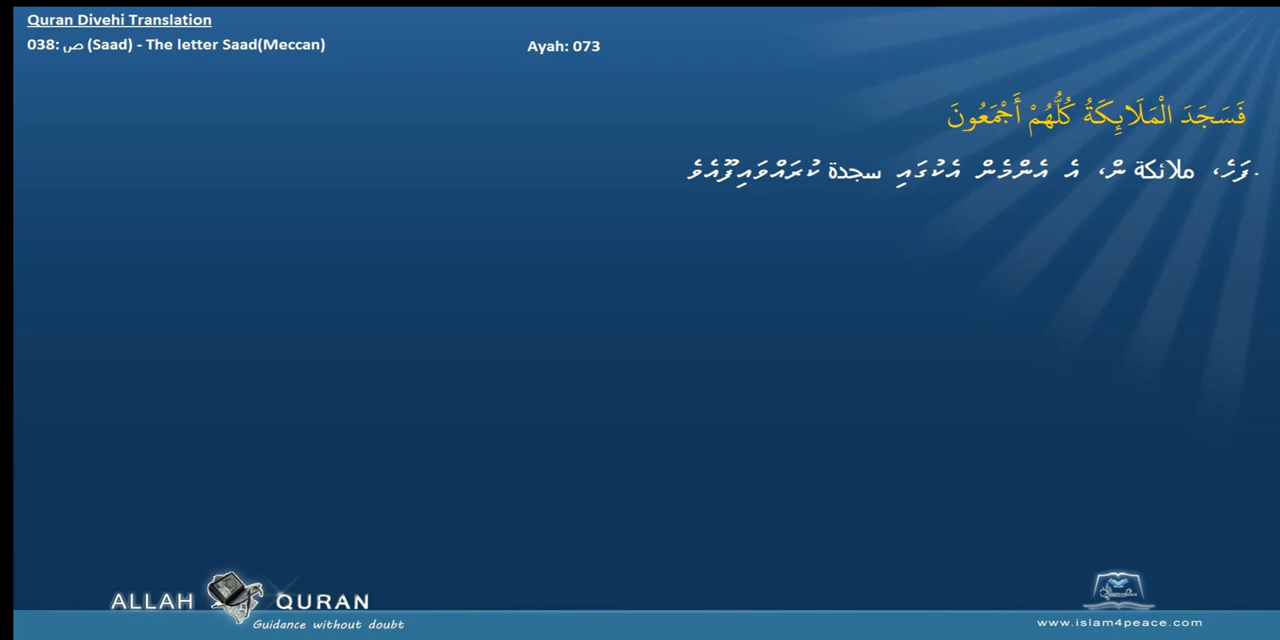 Quran Divehi Translation
038: ص (Saad) - The letter Saad(Meccan)
Ayah: 073
فَسَجَدَ الْمَلَائِكَةُ كُلُّهُمْ أَجْمَعُونَ
.ފަހެ، ملائكة ން، އެ އެންމެން އެކުގައި سجدة ކުރައްވައިފޫއެވެ
ALLAH QURAN
Guidance without doubt
www.islam4peace.com